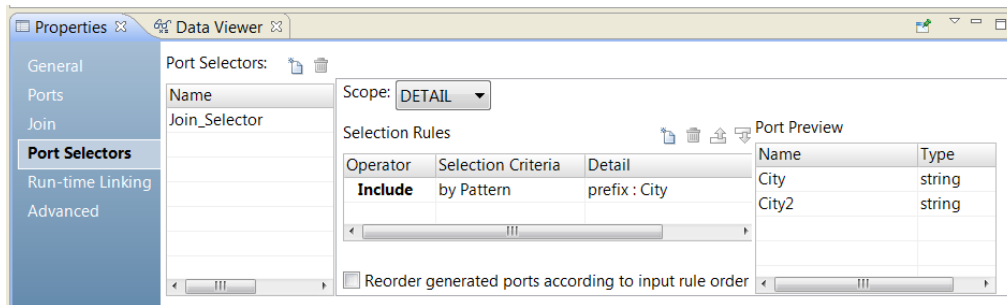 Properties Data Viewer
General
Ports
Join
Port Selectors
Run-time Linking
Advanced
Port Selectors:
Name
Join_Selector
Scope: DETAIL
Selection Rules
Operator Selection Criteria Detail
Include by Pattern prefix : City
Reorder generated ports according to input rule order
Port Preview
Name Type
City string
City2 string